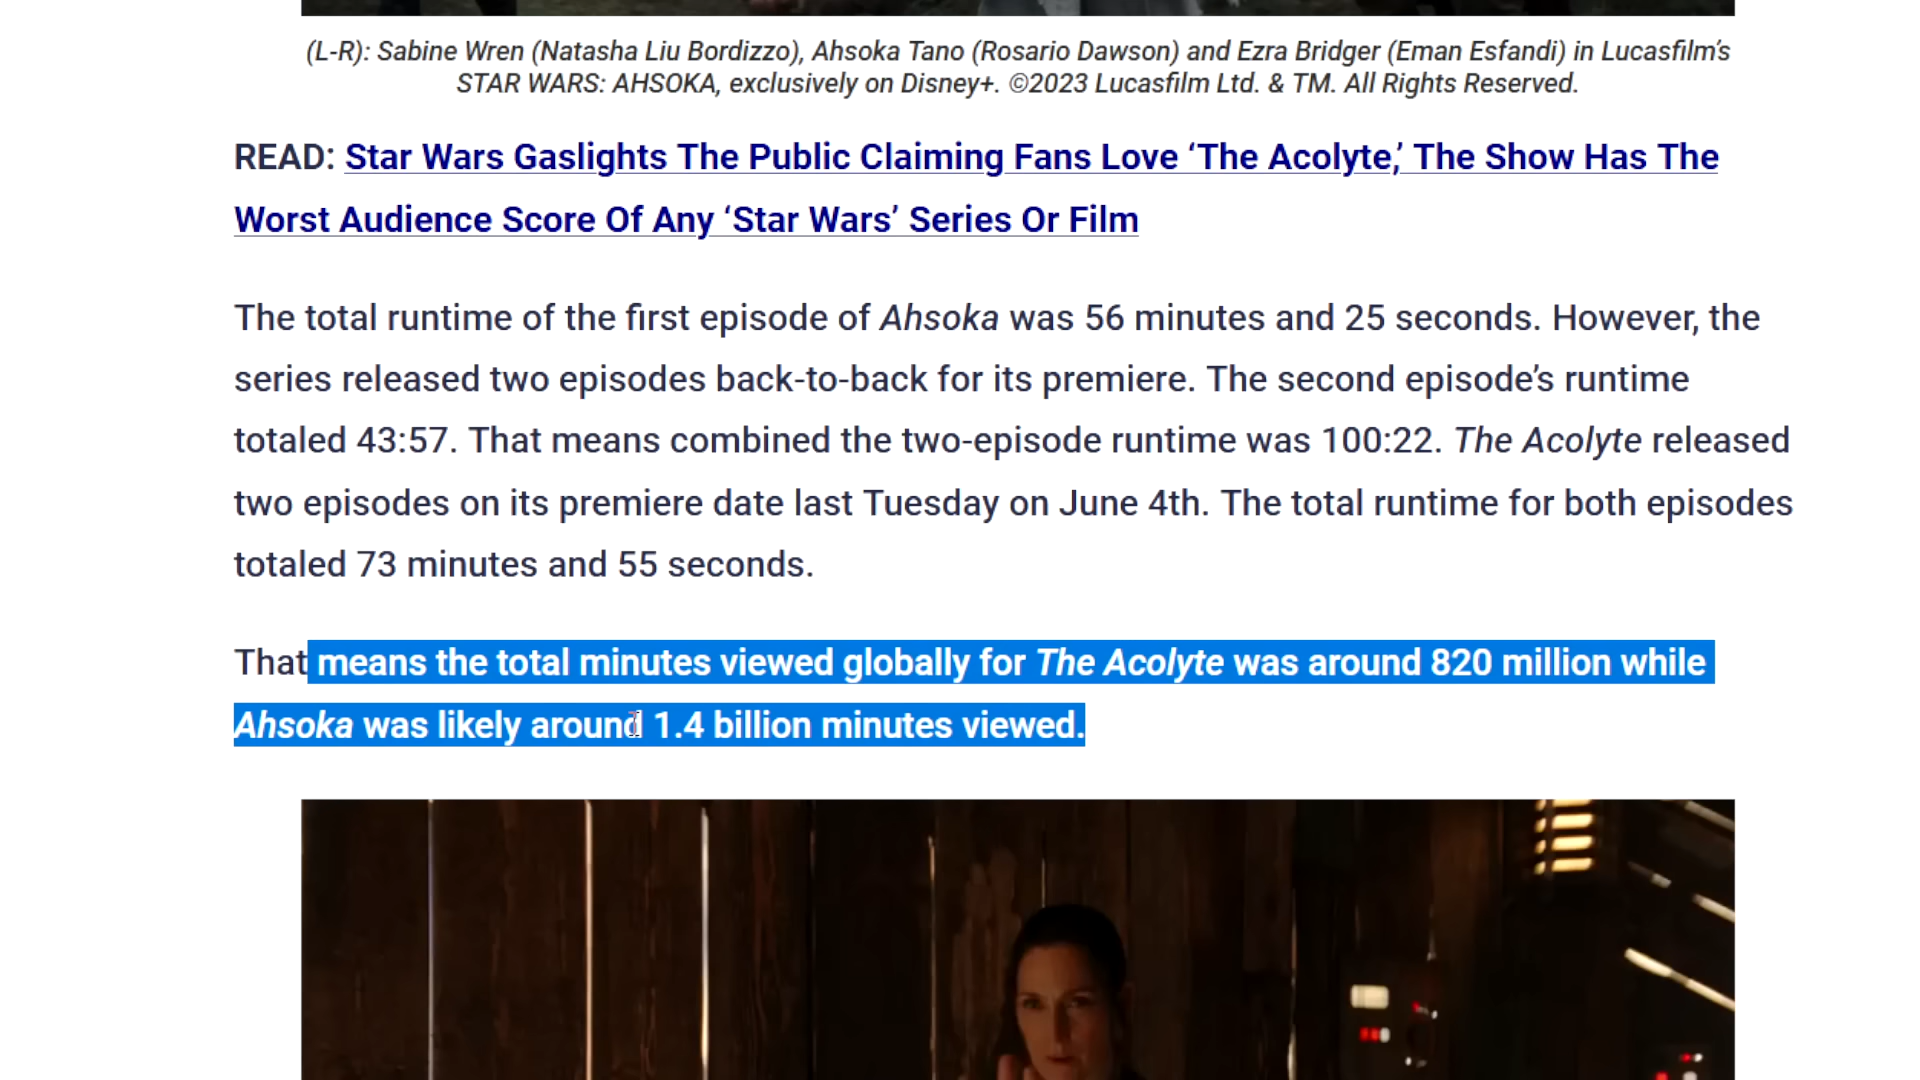 (L-R): Sabine Wren (Natasha Liu Bordizzo), Ahsoka Tano (Rosario Dawson) and Ezra Bridger (Eman Esfandi) in Lucasfilm's
STAR WARS: AHSOKA, exclusively on Disney+. ©2023 Lucasfilm Ltd. & TM. All Rights Reserved.
READ: Star Wars Gaslights The Public Claiming Fans Love ‘The Acolyte,’ The Show Has The
Worst Audience Score Of Any ‘Star Wars’ Series Or Film
The total runtime of the first episode of Ahsoka was 56 minutes and 25 seconds. However, the
series released two episodes back-to-back for its premiere. The second episode’s runtime
totaled 43:57. That means combined the two-episode runtime was 100:22. The Acolyte released
two episodes on its premiere date last Tuesday on June 4th. The total runtime for both episodes
totaled 73 minutes and 55 seconds.
That means the total minutes viewed globally for The Acolyte was around 820 million while
Ahsoka was likely around 1.4 billion minutes viewed.